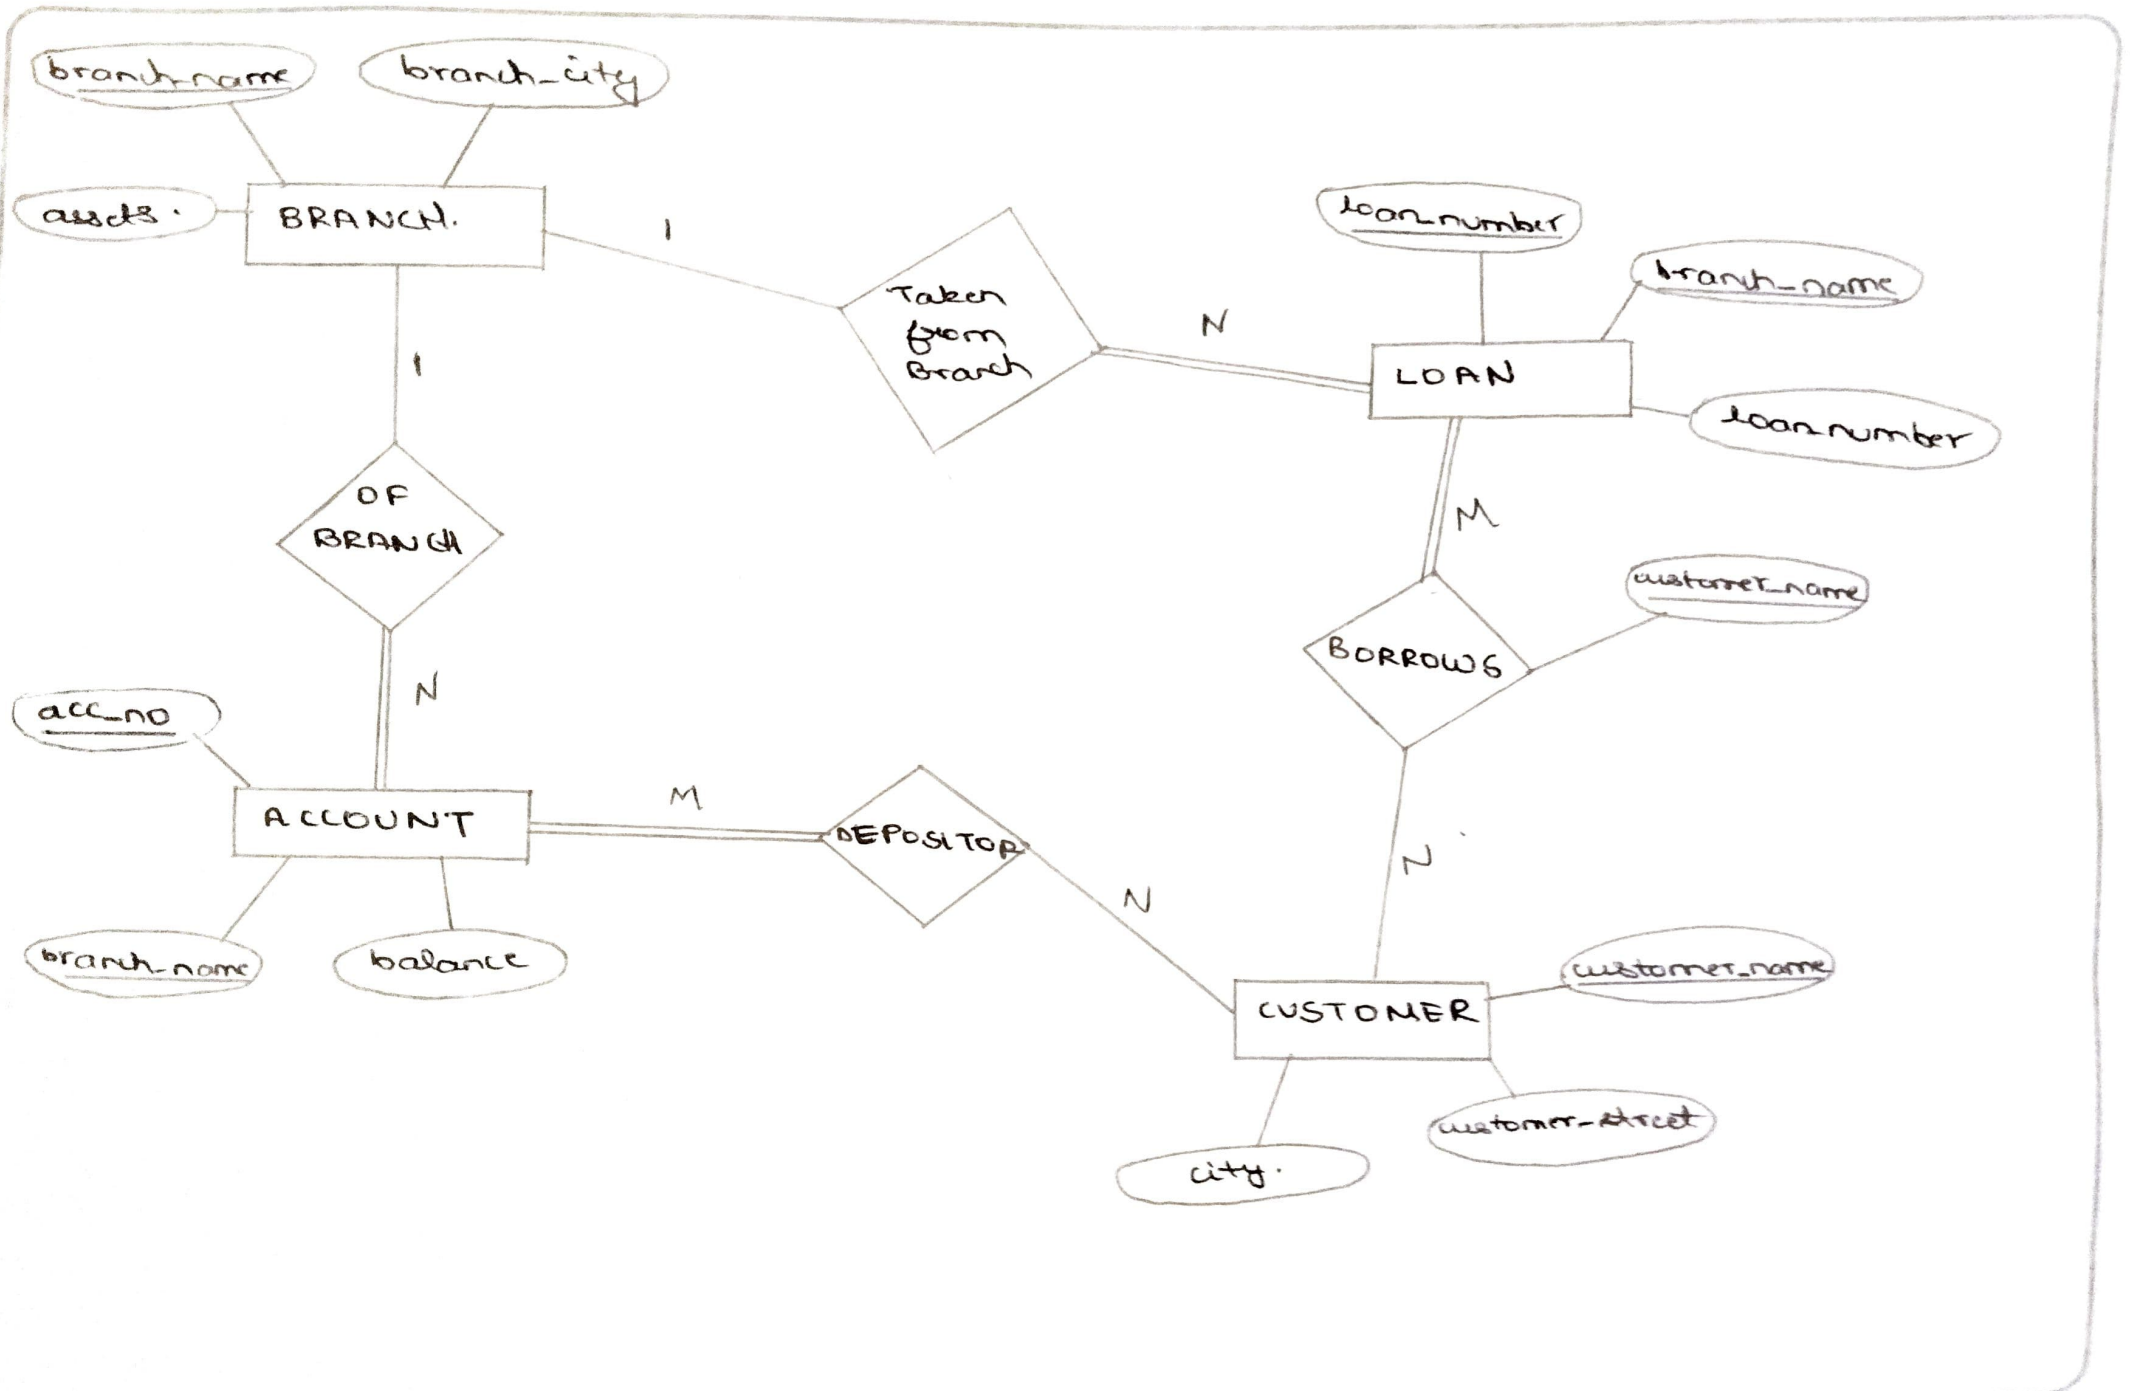 branch_name
branch_city
assets.
BRANCH.
1
Taken
from
Branch
N
loan_number
branch_name
LOAN
loan_number
1
OF
BRANCH
N
M
customer_name
BORROWS
N
acc_no
ACCOUNT
M
DEPOSITOR
N
branch_name
balance
CUSTOMER
customer_name
customer_street
city.